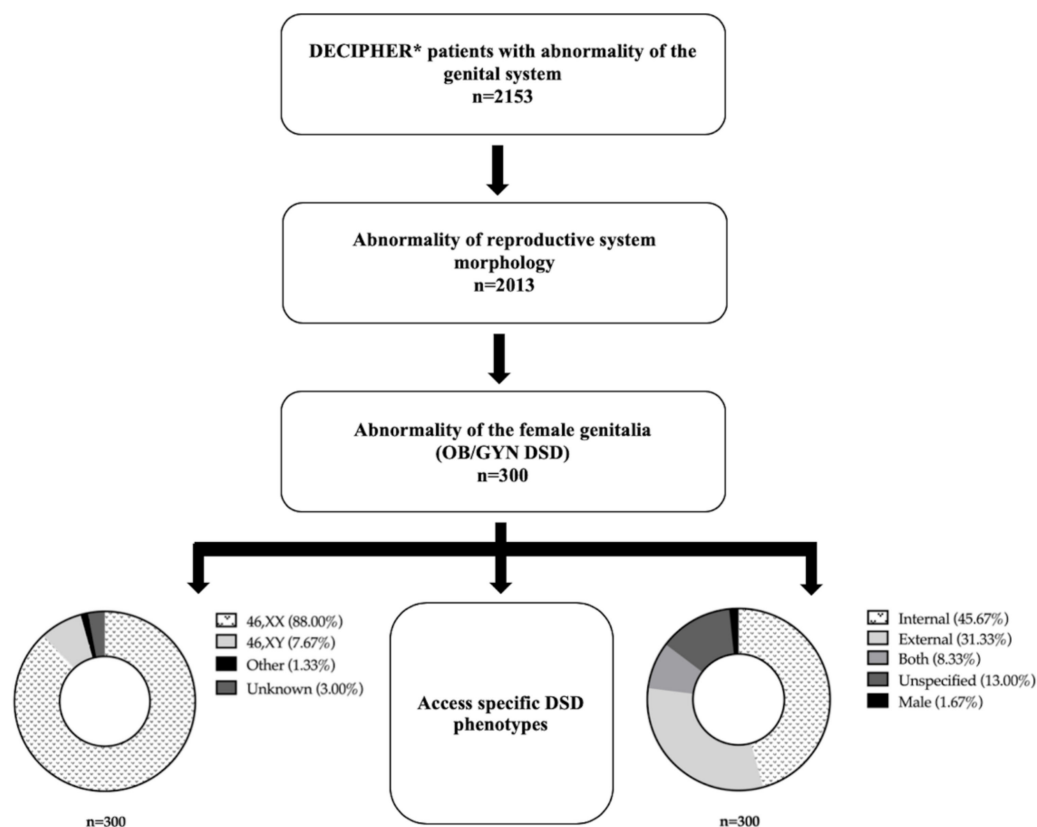 DECIPHER* patients with abnormality of the
genital system
n=2153
Abnormality of reproductive system
morphology
n=2013
Abnormality of the female genitalia
(OB/GYN DSD)
n=300
46,XX (88.00%)
46,XY (7.67%)
Other (1.33%)
Unknown (3.00%)
n=300
Access specific DSD
phenotypes
Internal (45.67%)
External (31.33%)
Both (8.33%)
Unspecified (13.00%)
Male (1.67%)
n=300